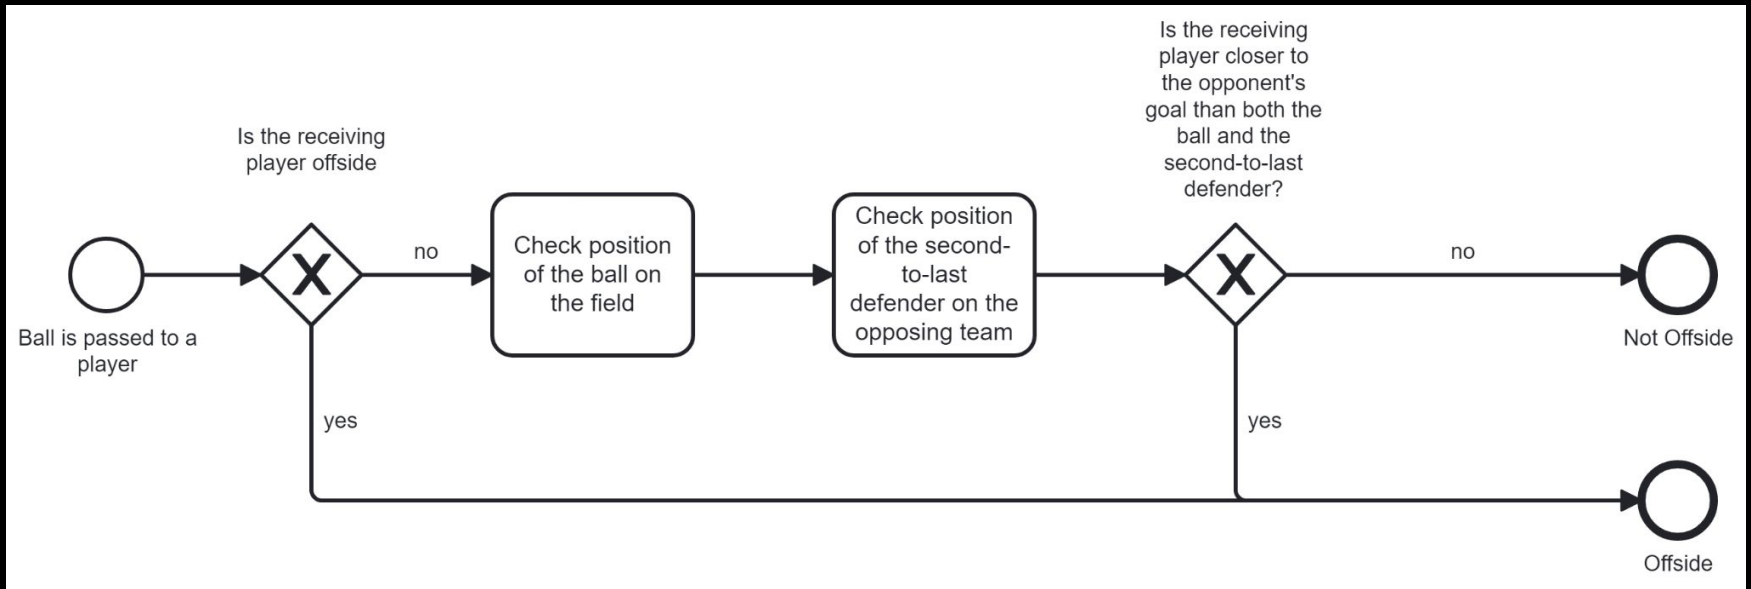 Ball is passed to a
player
Is the receiving
player offside
no
yes
Check position
of the ball on
the field
Check position
of the second-
to-last
defender on the
opposing team
Is the receiving
player closer to
the opponent's
goal than both the
ball and the
second-to-last
defender?
no
yes
Not Offside
Offside